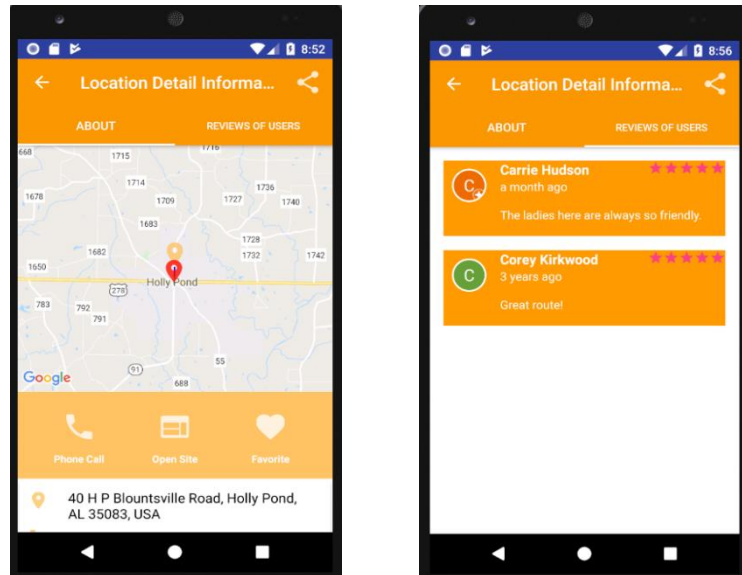 8:52
Location Detail Informa...
ABOUT
REVIEWS OF USERS
668
1715
1716
1714
1736
1678
1709
1727
1740
1683
1728
1682
1732
1742
1650
Holly Pond
278
783
792
791
55
Google
91
688
Phone Call
Open Site
Favorite
40 H P Blountsville Road, Holly Pond,
AL 35083, USA
8:56
Location Detail Informa...
ABOUT
REVIEWS OF USERS
C
Carrie Hudson
a month ago
The ladies here are always so friendly.
C
Corey Kirkwood
3 years ago
Great route!